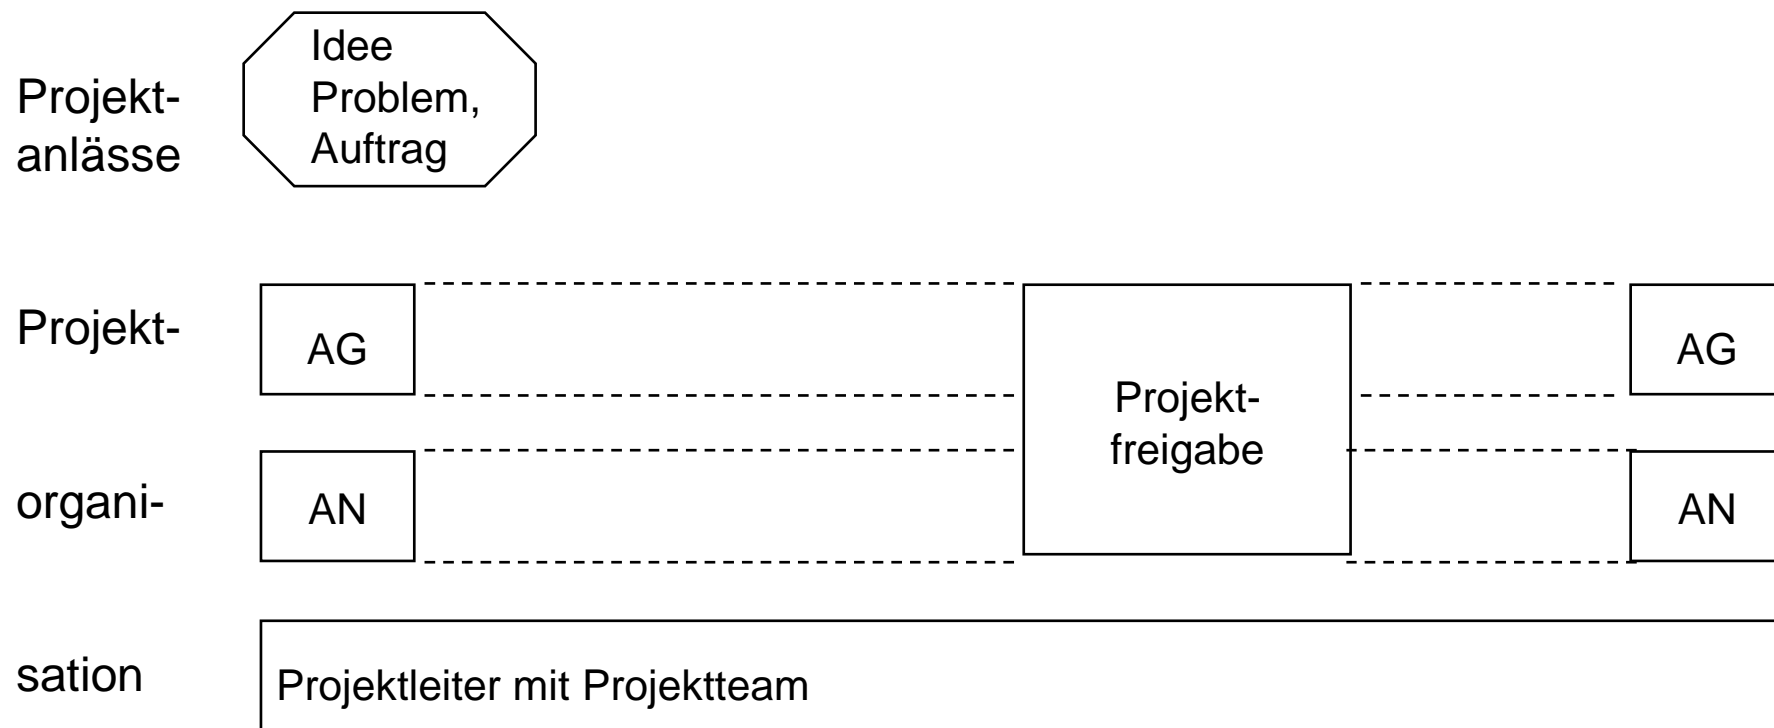 Projekt-
anlässe
Idee
Problem,
Auftrag
Projekt-
AG
Projekt-
freigabe
AG
organi-
AN
AN
sation
Projektleiter mit Projektteam